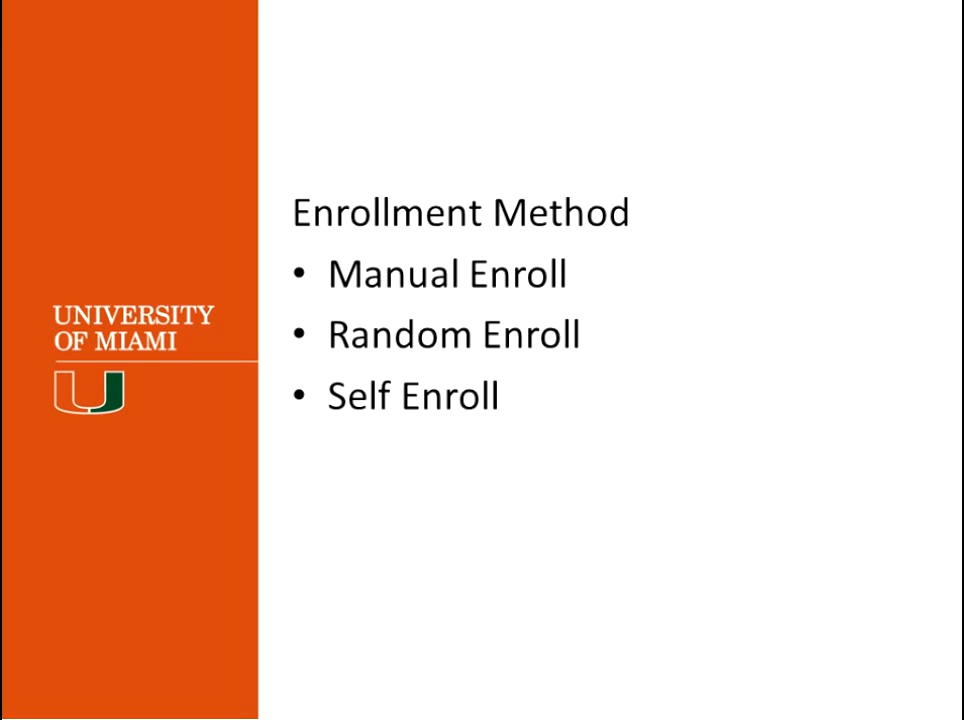 UNIVERSITY
OF MIAMI
Enrollment Method
• Manual Enroll
• Random Enroll
• Self Enroll